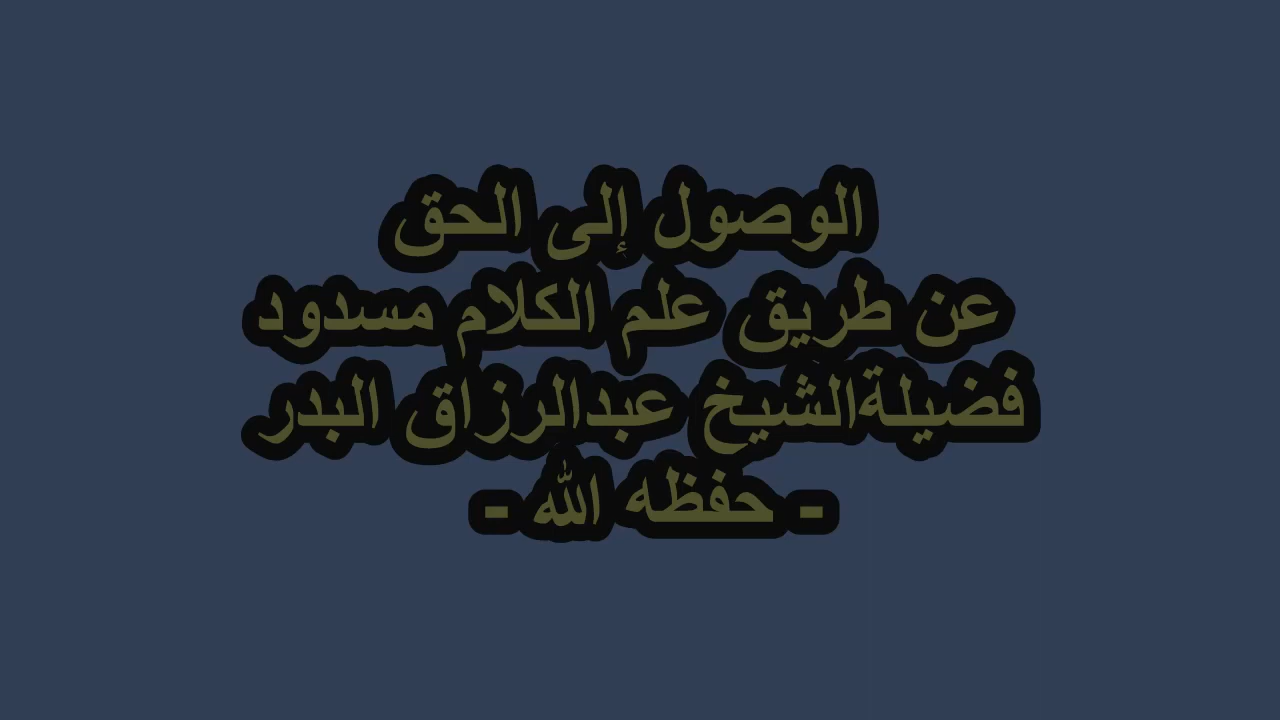 الوصول إلى الحق
عن طريق علم الكلام مسدود
فضيلةالشيخ عبدالرزاق البدر
- حفظه الله -